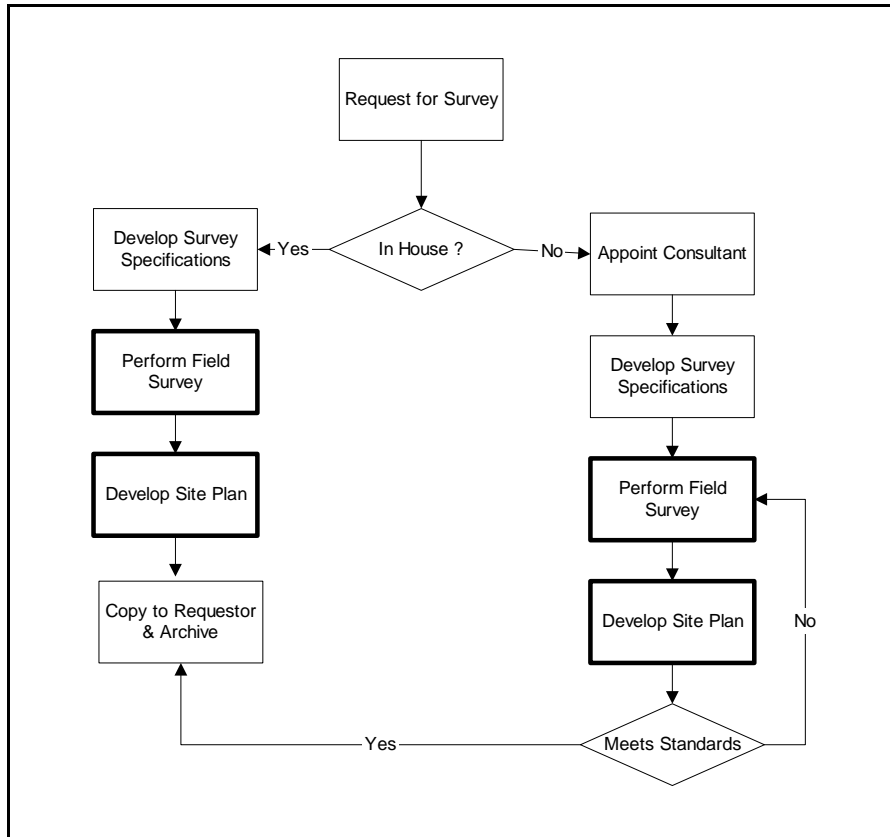 Request for Survey
In House ?
Yes
No
Develop Survey
Specifications
Perform Field
Survey
Develop Site Plan
Copy to Requestor
& Archive
Appoint Consultant
Develop Survey
Specifications
Perform Field
Survey
Develop Site Plan
No
Meets Standards
Yes